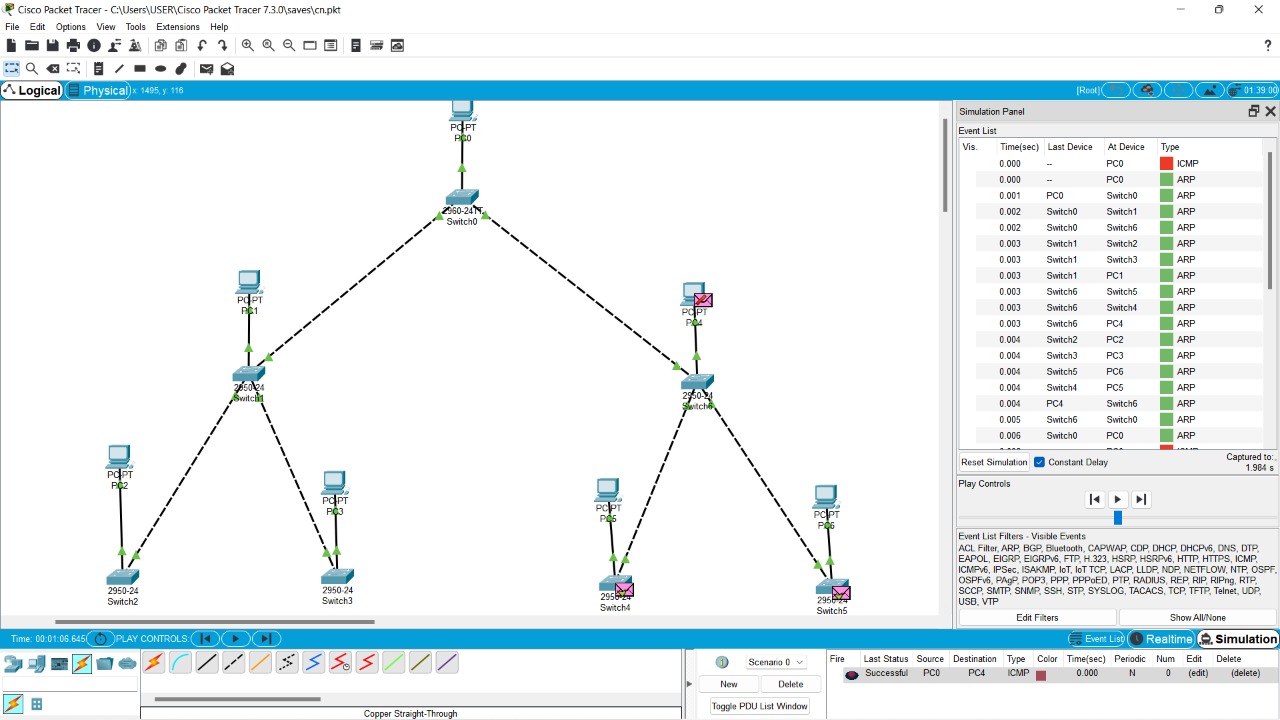 Cisco Packet Tracer - C:\Users\USER\Cisco Packet Tracer 7.3.0\saves\cn.pkt
File Edit Options View Tools Extensions Help
Logical Physical x: 1495, y: 116 [Root] 01:39:00
PC-PT
PC0
2960-24TT
Switch0
PC-PT
PC1
PC-PT
PC4
2950-24
Switch1
2950-24
Switch6
PC-PT
PC2
PC-PT
PC3
PC-PT
PC5
PC-PT
PC6
2950-24
Switch2
2950-24
Switch3
2950-24
Switch4
2950-24
Switch5
Simulation Panel
Event List
Vis. Time(sec) Last Device At Device Type
0.000 -- PC0 ICMP
0.000 -- PC0 ARP
0.001 PC0 Switch0 ARP
0.002 Switch0 Switch1 ARP
0.002 Switch0 Switch6 ARP
0.003 Switch1 Switch2 ARP
0.003 Switch1 Switch3 ARP
0.003 Switch1 PC1 ARP
0.003 Switch6 Switch5 ARP
0.003 Switch6 Switch4 ARP
0.003 Switch6 PC4 ARP
0.004 Switch2 PC2 ARP
0.004 Switch3 PC3 ARP
0.004 Switch5 PC6 ARP
0.004 Switch4 PC5 ARP
0.004 PC4 Switch6 ARP
0.005 Switch6 Switch0 ARP
0.006 Switch0 PC0 ARP
Reset Simulation Constant Delay Captured to:
1.984 s
Play Controls
Event List Filters - Visible Events
ACL Filter, ARP, BGP, Bluetooth, CAPWAP, CDP, DHCP, DHCPv6, DNS, DTP,
EAPOL, EIGRP, EIGRPv6, FTP, H.323, HSRP, HSRPv6, HTTP, HTTPS, ICMP,
ICMPv6, IPSec, ISAKMP, IoT, IoT TCP, LACP, LLDP, NDP, NETFLOW, NTP, OSPF,
OSPFv6, PAgP, POP3, PPP, PPPoED, PTP, RADIUS, REP, RIP, RIPng, RTP,
SCCP, SMTP, SNMP, SSH, STP, SYSLOG, TACACS, TCP, TFTP, Telnet, UDP,
USB, VTP
Edit Filters Show All/None
Time: 00:01:06.645 PLAY CONTROLS: Event List Realtime Simulation
Copper Straight-Through
Scenario 0
New Delete
Toggle PDU List Window
Fire Last Status Source Destination Type Color Time(sec) Periodic Num Edit Delete
Successful PC0 PC4 ICMP 0.000 N 0 (edit) (delete)